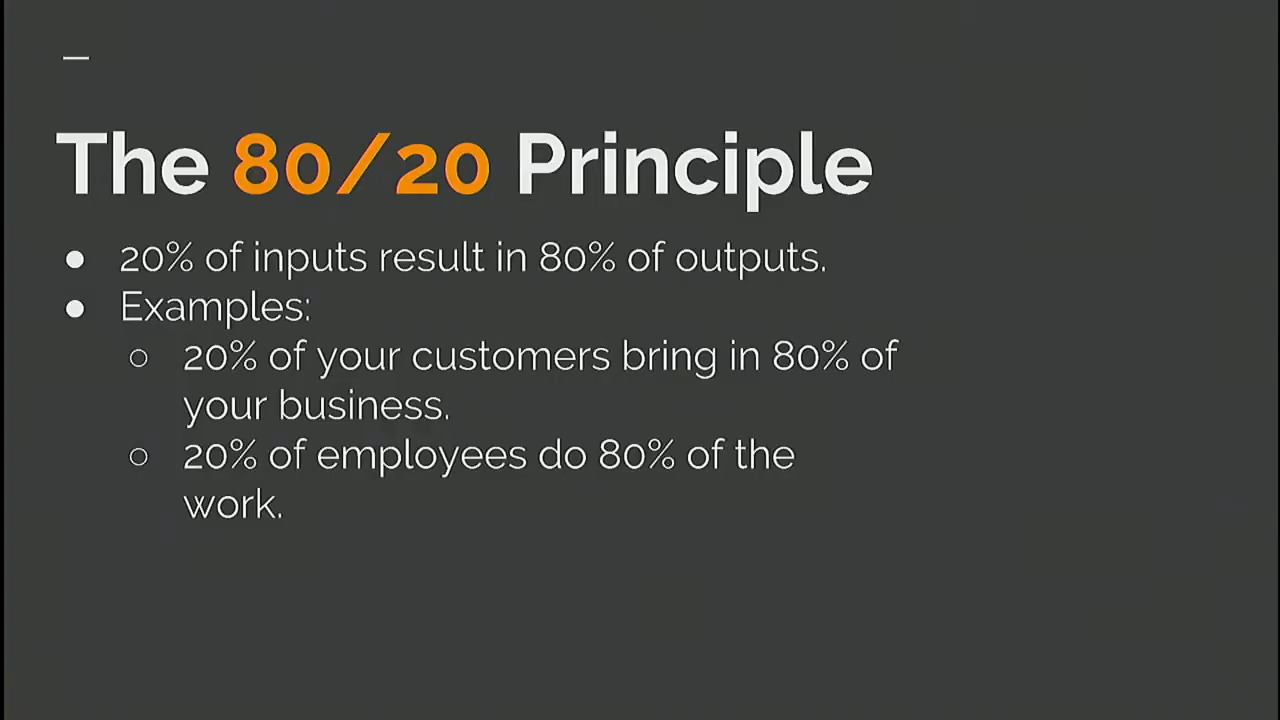 The 80/20 Principle
● 20% of inputs result in 80% of outputs.
● Examples:
○ 20% of your customers bring in 80% of
your business.
○ 20% of employees do 80% of the
work.